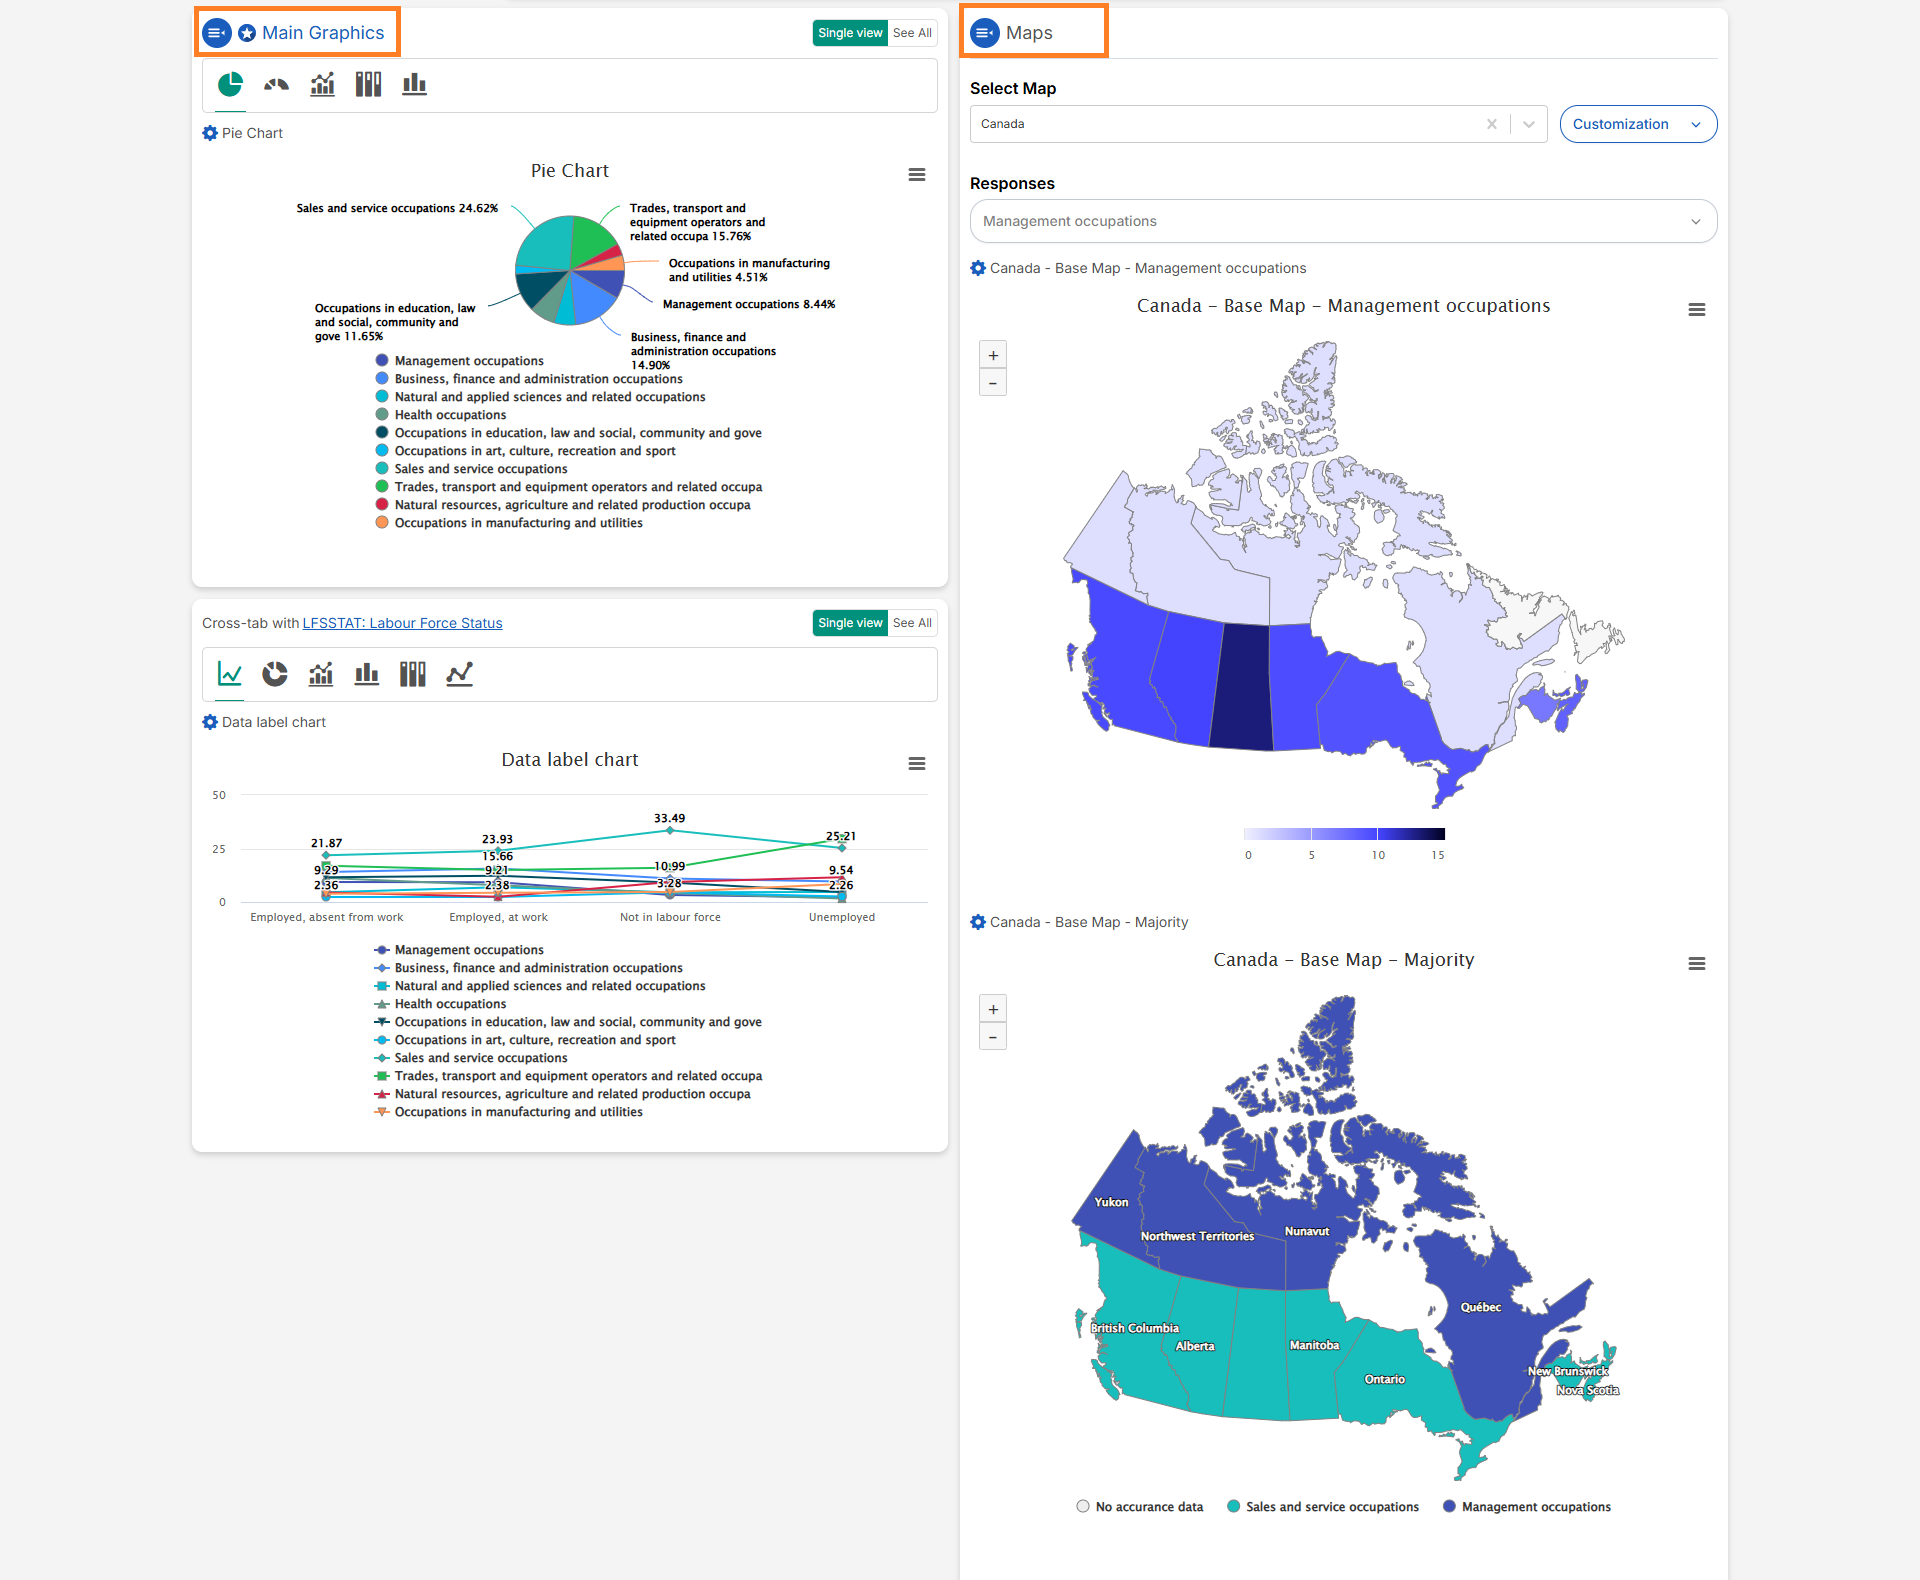 Main Graphics
Single view
See All
Pie Chart
Pie Chart
Sales and service occupations 24.62%
Trades, transport and
equipment operators and
related occupa 15.76%
Occupations in manufacturing
and utilities 4.51%
Management occupations 8.44%
Occupations in education, law
and social, community and
gove 11.65%
Business, finance and
administration occupations
14.90%
Management occupations
Business, finance and administration occupations
Natural and applied sciences and related occupations
Health occupations
Occupations in education, law and social, community and gove
Occupations in art, culture, recreation and sport
Sales and service occupations
Trades, transport and equipment operators and related occupa
Natural resources, agriculture and related production occupa
Occupations in manufacturing and utilities
Cross-tab with LFSSTAT: Labour Force Status
Single view
See All
Data label chart
Data label chart
50
25
0
21.87
9.29
2.36
23.93
15.66
9.21
2.38
33.49
10.99
3.28
25.21
9.54
2.26
Employed, absent from work
Employed, at work
Not in labour force
Unemployed
Management occupations
Business, finance and administration occupations
Natural and applied sciences and related occupations
Health occupations
Occupations in education, law and social, community and gove
Occupations in art, culture, recreation and sport
Sales and service occupations
Trades, transport and equipment operators and related occupa
Natural resources, agriculture and related production occupa
Occupations in manufacturing and utilities
Maps
Select Map
Canada
Customization
Responses
Management occupations
Canada - Base Map - Management occupations
Canada - Base Map - Management occupations
+
-
0
5
10
15
Canada - Base Map - Majority
Canada - Base Map - Majority
+
-
Yukon
Northwest Territories
Nunavut
Québec
British Columbia
Alberta
Manitoba
Ontario
New Brunswick
Nova Scotia
No accurance data
Sales and service occupations
Management occupations